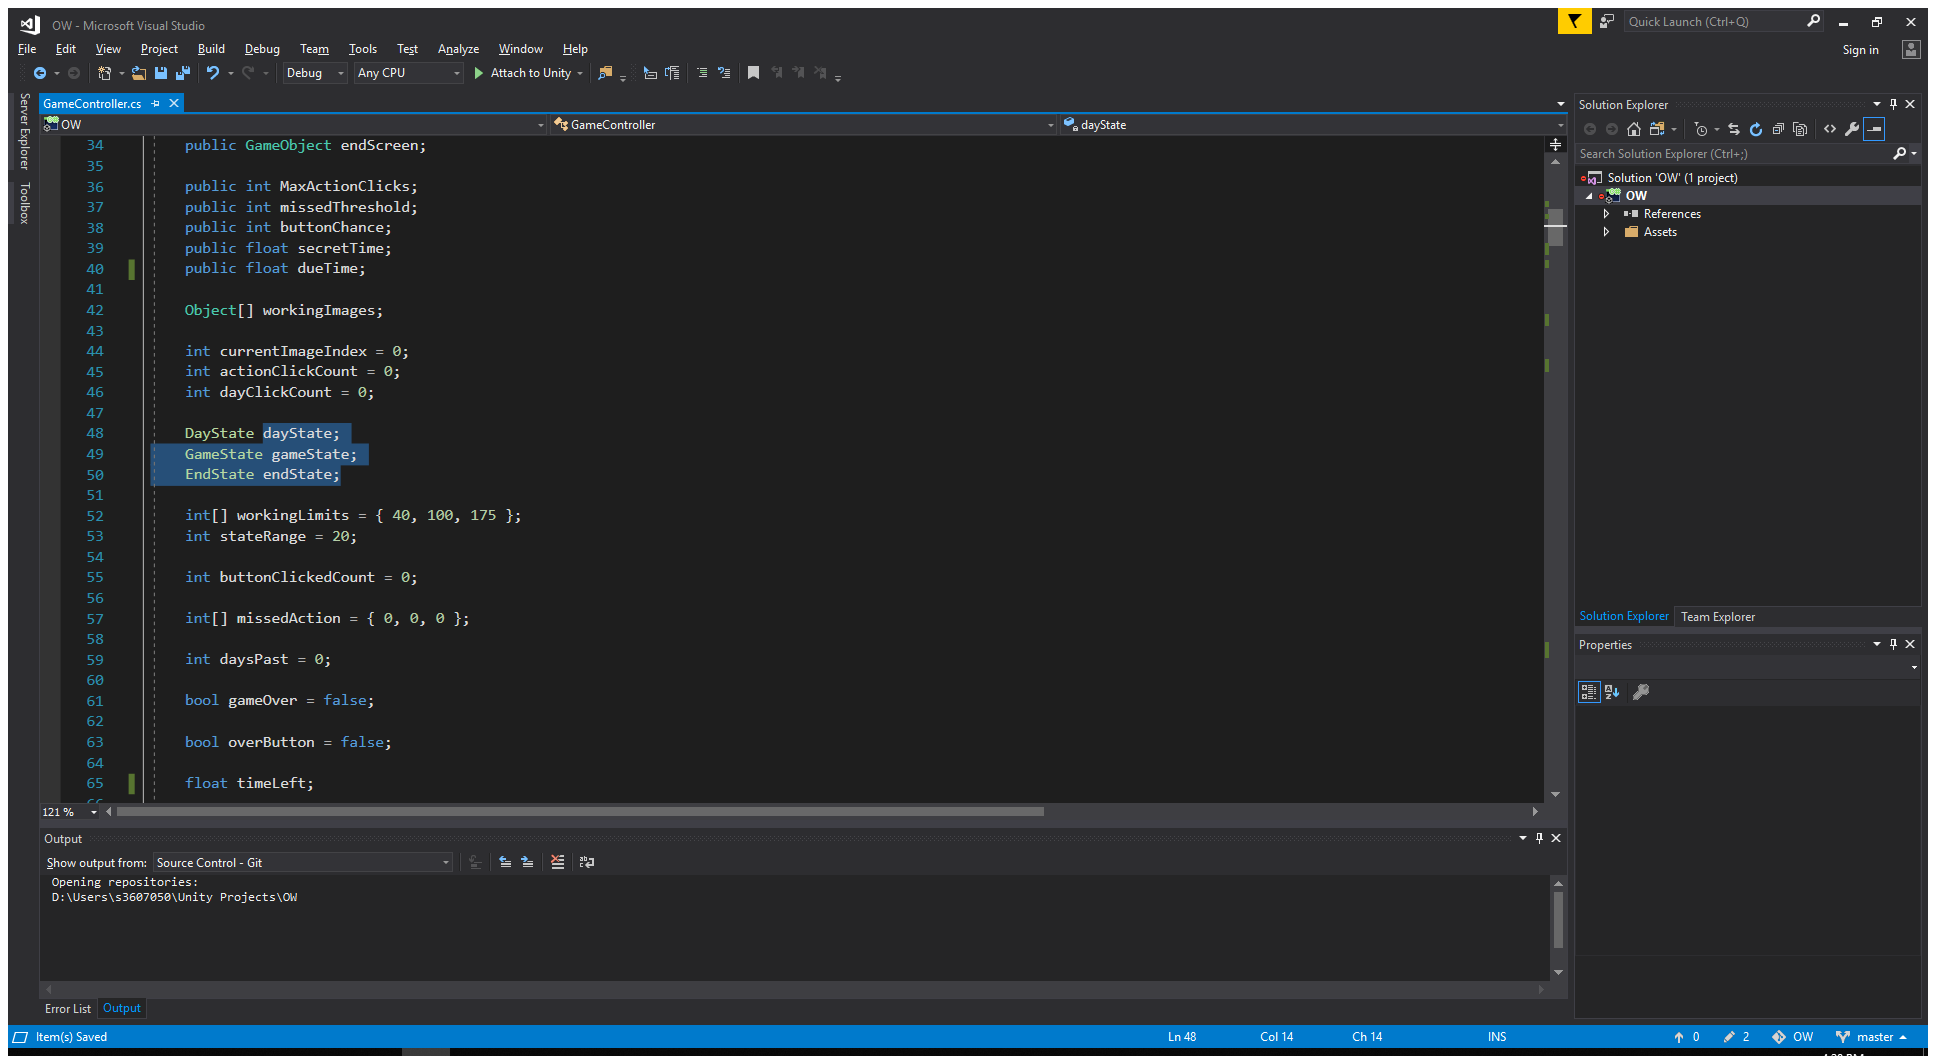 OW - Microsoft Visual Studio
Quick Launch (Ctrl+Q)
File Edit View Project Build Debug Team Tools Test Analyze Window Help
Sign in
Debug Any CPU Attach to Unity
Server Explorer
Toolbox
GameController.cs
OW GameController dayState
34 public GameObject endScreen;
35
36 public int MaxActionClicks;
37 public int missedThreshold;
38 public int buttonChance;
39 public float secretTime;
40 public float dueTime;
41
42 Object[] workingImages;
43
44 int currentImageIndex = 0;
45 int actionClickCount = 0;
46 int dayClickCount = 0;
47
48 DayState dayState;
49 GameState gameState;
50 EndState endState;
51
52 int[] workingLimits = { 40, 100, 175 };
53 int stateRange = 20;
54
55 int buttonClickedCount = 0;
56
57 int[] missedAction = { 0, 0, 0 };
58
59 int daysPast = 0;
60
61 bool gameOver = false;
62
63 bool overButton = false;
64
65 float timeLeft;
66
121 %
Output
Show output from: Source Control - Git
Opening repositories:
D:\Users\s3607050\Unity Projects\OW
Error List Output
Solution Explorer
Search Solution Explorer (Ctrl+;)
Solution 'OW' (1 project)
OW
References
Assets
Solution Explorer Team Explorer
Properties
Item(s) Saved Ln 48 Col 14 Ch 14 INS 0 2 OW master